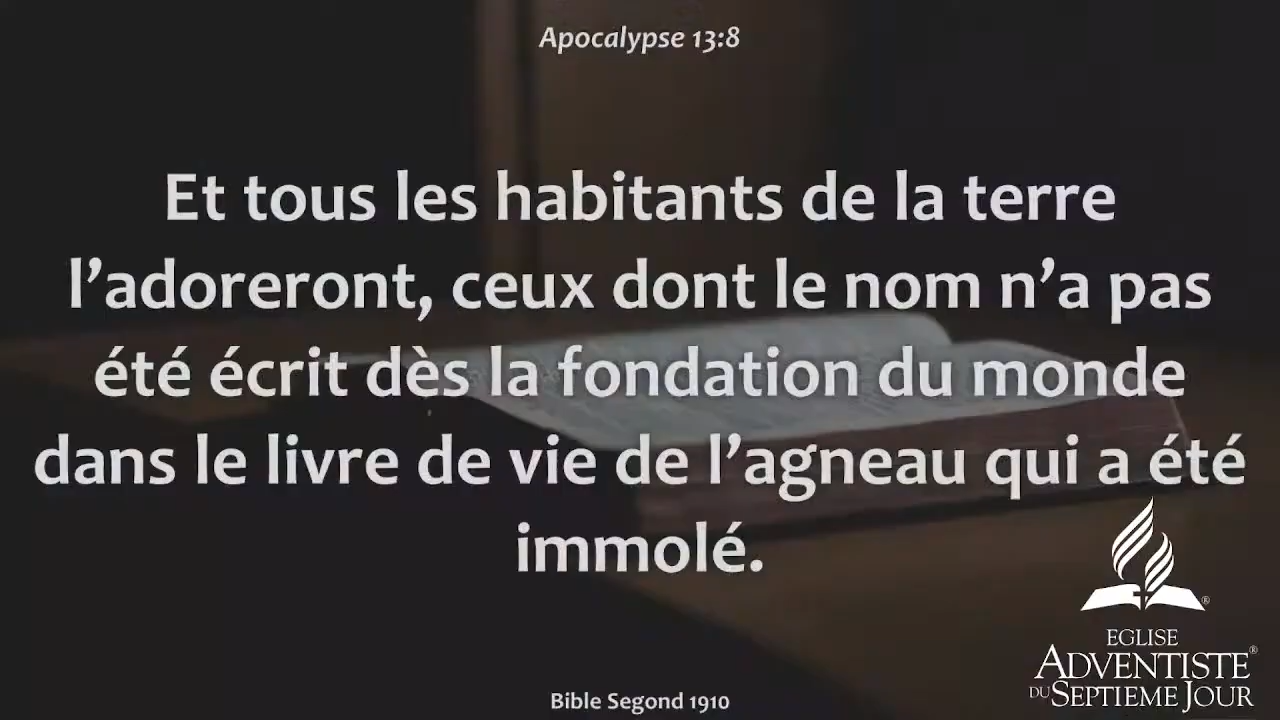 Apocalypse 13:8
Et tous les habitants de la terre
l’adoreront, ceux dont le nom n’a pas
été écrit dès la fondation du monde
dans le livre de vie de l’agneau qui a été
immolé.
®
EGLISE
ADVENTISTE®
DU SEPTIEME JOUR
Bible Segond 1910